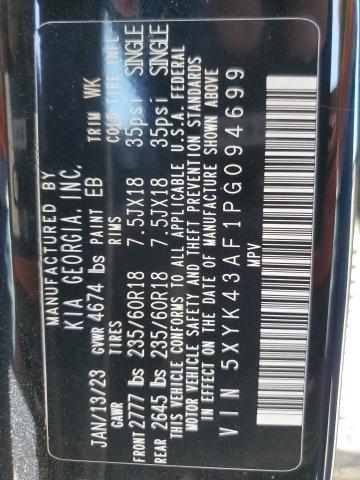 MANUFACTURED BY
KIA GEORGIA, INC.
JAN/13/23 GVWR 4674 lbs PAINT EB TRIM WK
GAWR TIRES RIMS COLD TIRE INFL
FRONT 2777 lbs 235/60R18 7.5JX18 35psi SINGLE
REAR 2645 lbs 235/60R18 7.5JX18 35psi SINGLE
THIS VEHICLE CONFORMS TO ALL APPLICABLE U.S.A. FEDERAL
MOTOR VEHICLE SAFETY AND THEFT PREVENTION STANDARDS
IN EFFECT ON THE DATE OF MANUFACTURE SHOWN ABOVE
VIN 5XYK43AF1PG094699
MPV